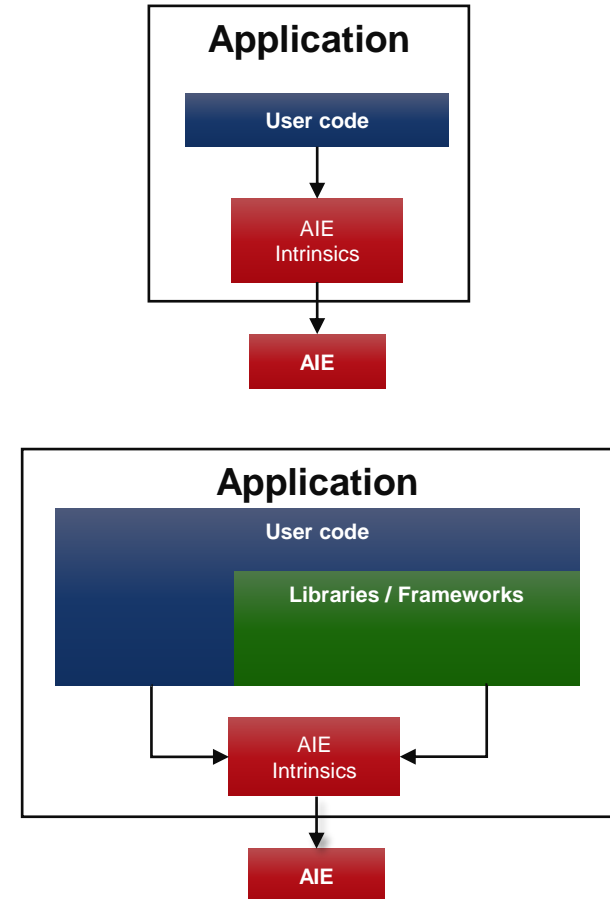 Application
User code
AIE
Intrinsics
AIE
Application
User code
Libraries / Frameworks
AIE
Intrinsics
AIE